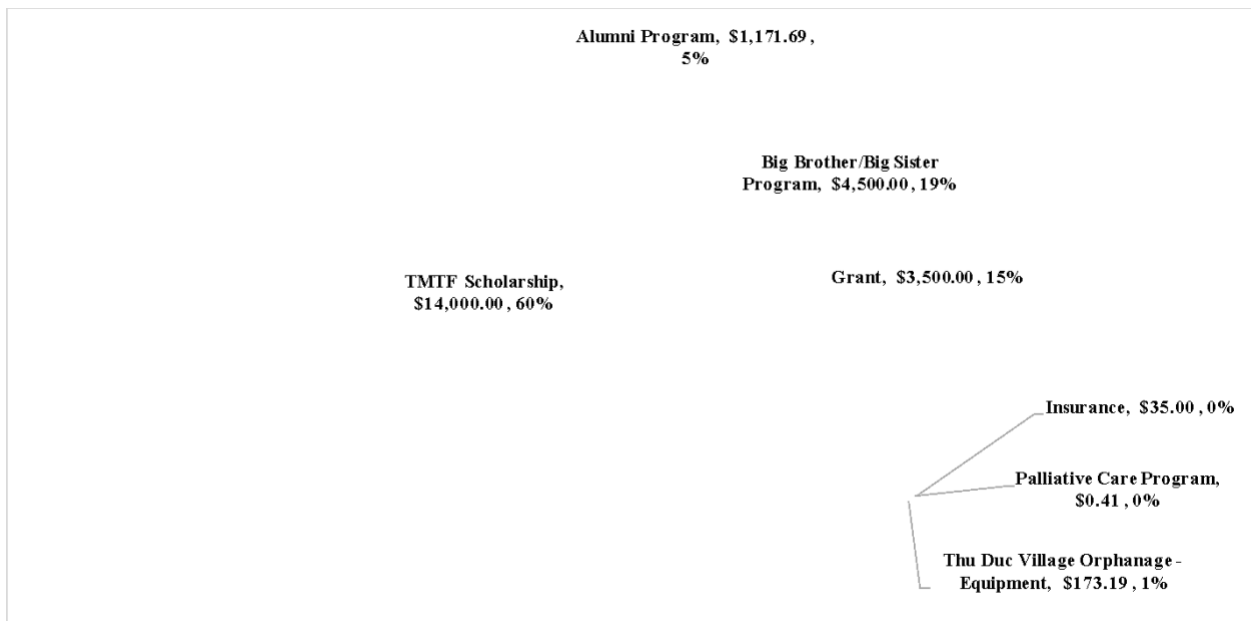 Alumni Program, $1,171.69 ,
5%
Big Brother/Big Sister
Program, $4,500.00 , 19%
Grant, $3,500.00 , 15%
TMTF Scholarship,
$14,000.00 , 60%
Insurance, $35.00 , 0%
Palliative Care Program,
$0.41 , 0%
Thu Duc Village Orphanage -
Equipment, $173.19 , 1%